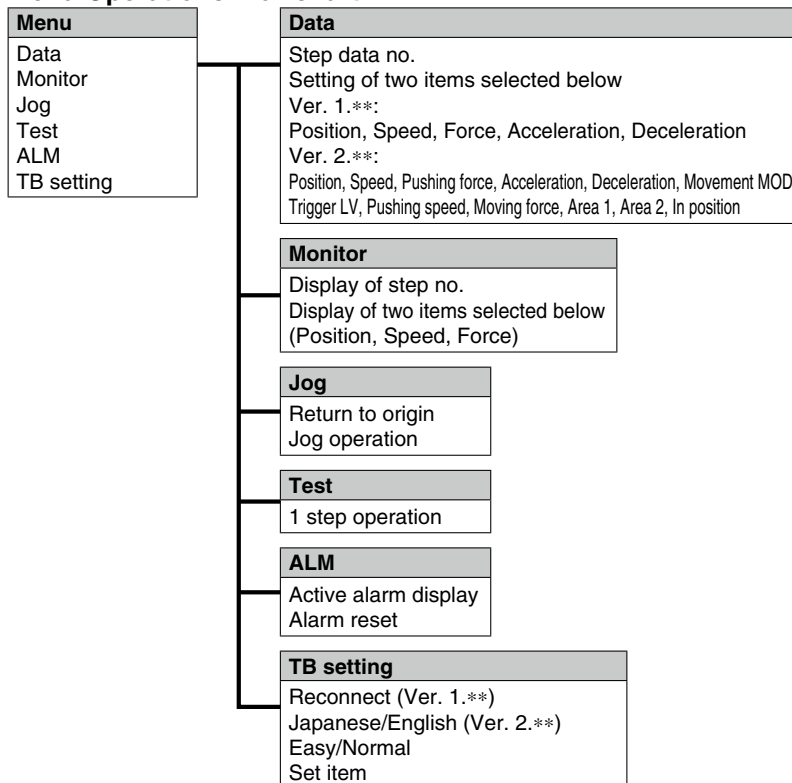 Menu
Data
Monitor
Jog
Test
ALM
TB setting
Data
Step data no.
Setting of two items selected below
Ver. 1.**:
Position, Speed, Force, Acceleration, Deceleration
Ver. 2.**:
Position, Speed, Pushing force, Acceleration, Deceleration, Movement MOD
Trigger LV, Pushing speed, Moving force, Area 1, Area 2, In position
Monitor
Display of step no.
Display of two items selected below
(Position, Speed, Force)
Jog
Return to origin
Jog operation
Test
1 step operation
ALM
Active alarm display
Alarm reset
TB setting
Reconnect (Ver. 1.**)
Japanese/English (Ver. 2.**)
Easy/Normal
Set item